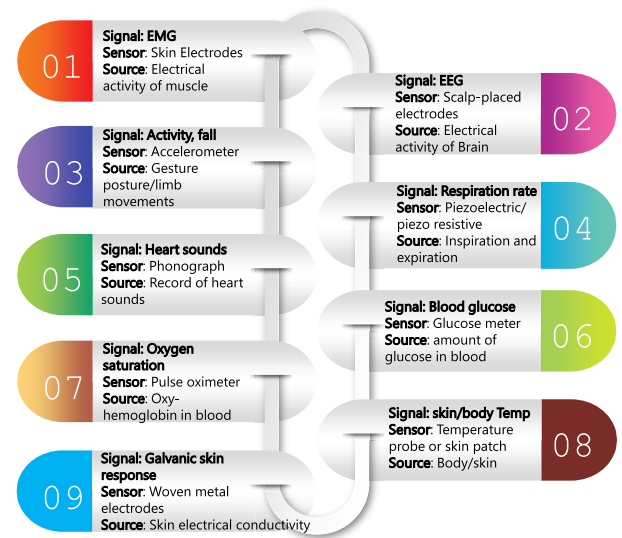 01
Signal: EMG
Sensor: Skin Electrodes
Source: Electrical
activity of muscle
Signal: EEG
Sensor: Scalp-placed
electrodes
Source: Electrical
activity of Brain
02
03
Signal: Activity, fall
Sensor: Accelerometer
Source: Gesture
posture/limb
movements
Signal: Respiration rate
Sensor: Piezoelectric/
piezo resistive
Source: Inspiration and
expiration
04
05
Signal: Heart sounds
Sensor: Phonograph
Source: Record of heart
sounds
Signal: Blood glucose
Sensor: Glucose meter
Source: amount of
glucose in blood
06
07
Signal: Oxygen
saturation
Sensor: Pulse oximeter
Source: Oxy-
hemoglobin in blood
Signal: skin/body Temp
Sensor: Temperature
probe or skin patch
Source: Body/skin
08
09
Signal: Galvanic skin
response
Sensor: Woven metal
electrodes
Source: Skin electrical conductivity